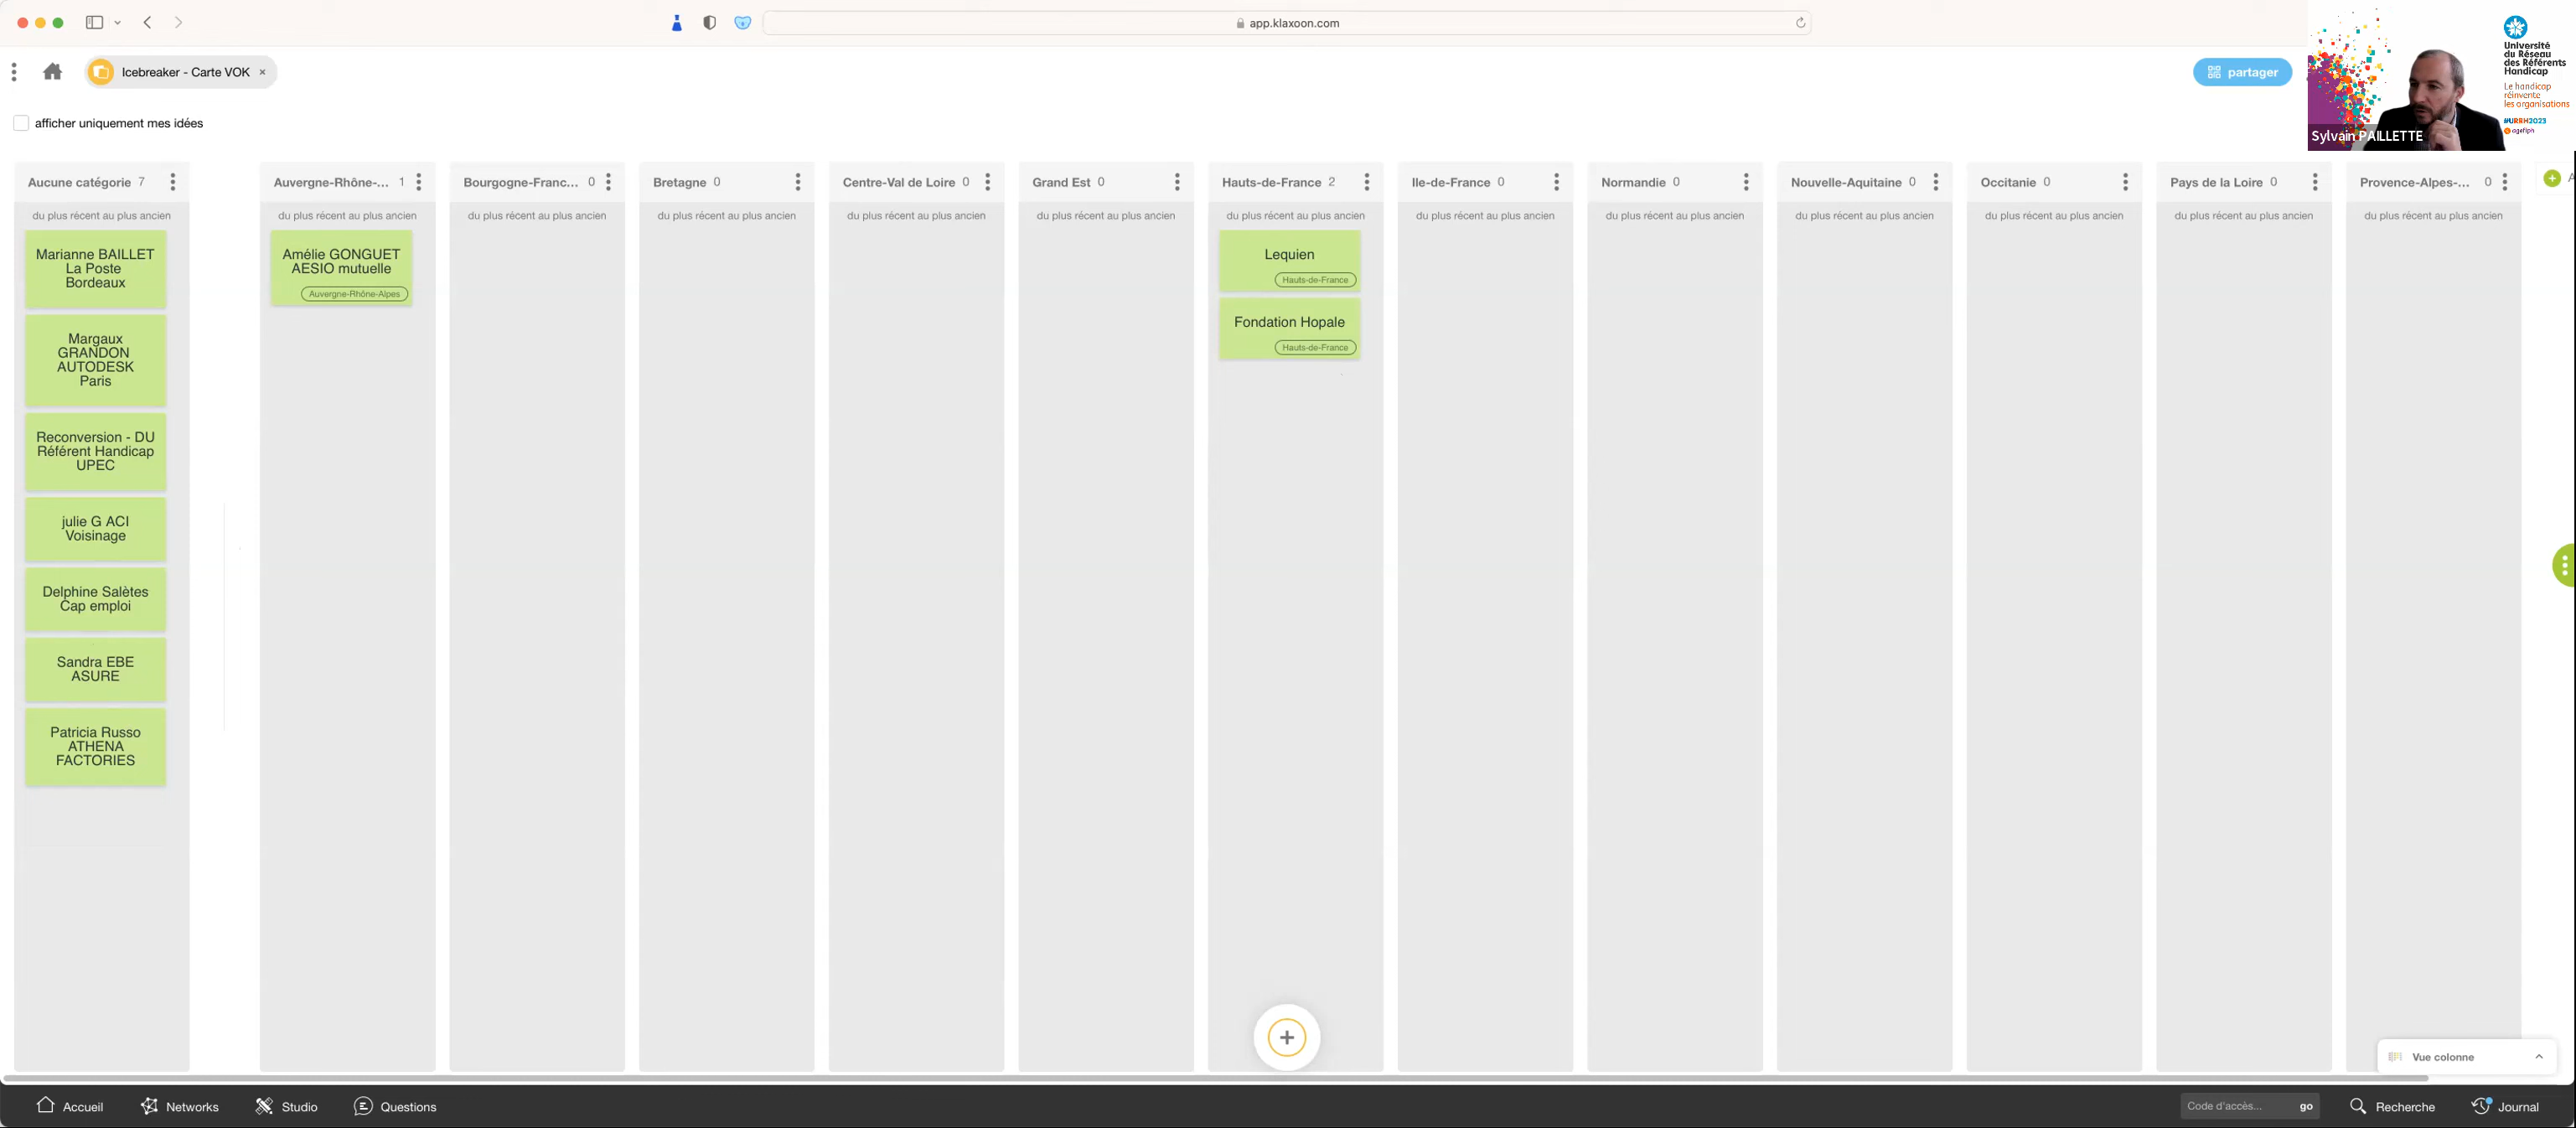 app.klaxoon.com
Icebreaker - Carte VOK ×
partager
Université
du Réseau
des Référents
Handicap
Le handicap
réinvente
les organisations
#URRH2023
agefiph
Sylvain PAILLETTE
afficher uniquement mes idées
Aucune catégorie 7
du plus récent au plus ancien
Marianne BAILLET
La Poste
Bordeaux
Margaux
GRANDON
AUTODESK
Paris
Reconversion - DU
Référent Handicap
UPEC
julie G ACI
Voisinage
Delphine Salètes
Cap emploi
Sandra EBE
ASURE
Patricia Russo
ATHENA
FACTORIES
Auvergne-Rhône-... 1
du plus récent au plus ancien
Amélie GONGUET
AESIO mutuelle
Auvergne-Rhône-Alpes
Bourgogne-Franc... 0
du plus récent au plus ancien
Bretagne 0
du plus récent au plus ancien
Centre-Val de Loire 0
du plus récent au plus ancien
Grand Est 0
du plus récent au plus ancien
Hauts-de-France 2
du plus récent au plus ancien
Lequien
Hauts-de-France
Fondation Hopale
Hauts-de-France
Ile-de-France 0
du plus récent au plus ancien
Normandie 0
du plus récent au plus ancien
Nouvelle-Aquitaine 0
du plus récent au plus ancien
Occitanie 0
du plus récent au plus ancien
Pays de la Loire 0
du plus récent au plus ancien
Provence-Alpes-... 0
du plus récent au plus ancien
Vue colonne
Accueil
Networks
Studio
Questions
Code d'accès... go
Recherche
Journal